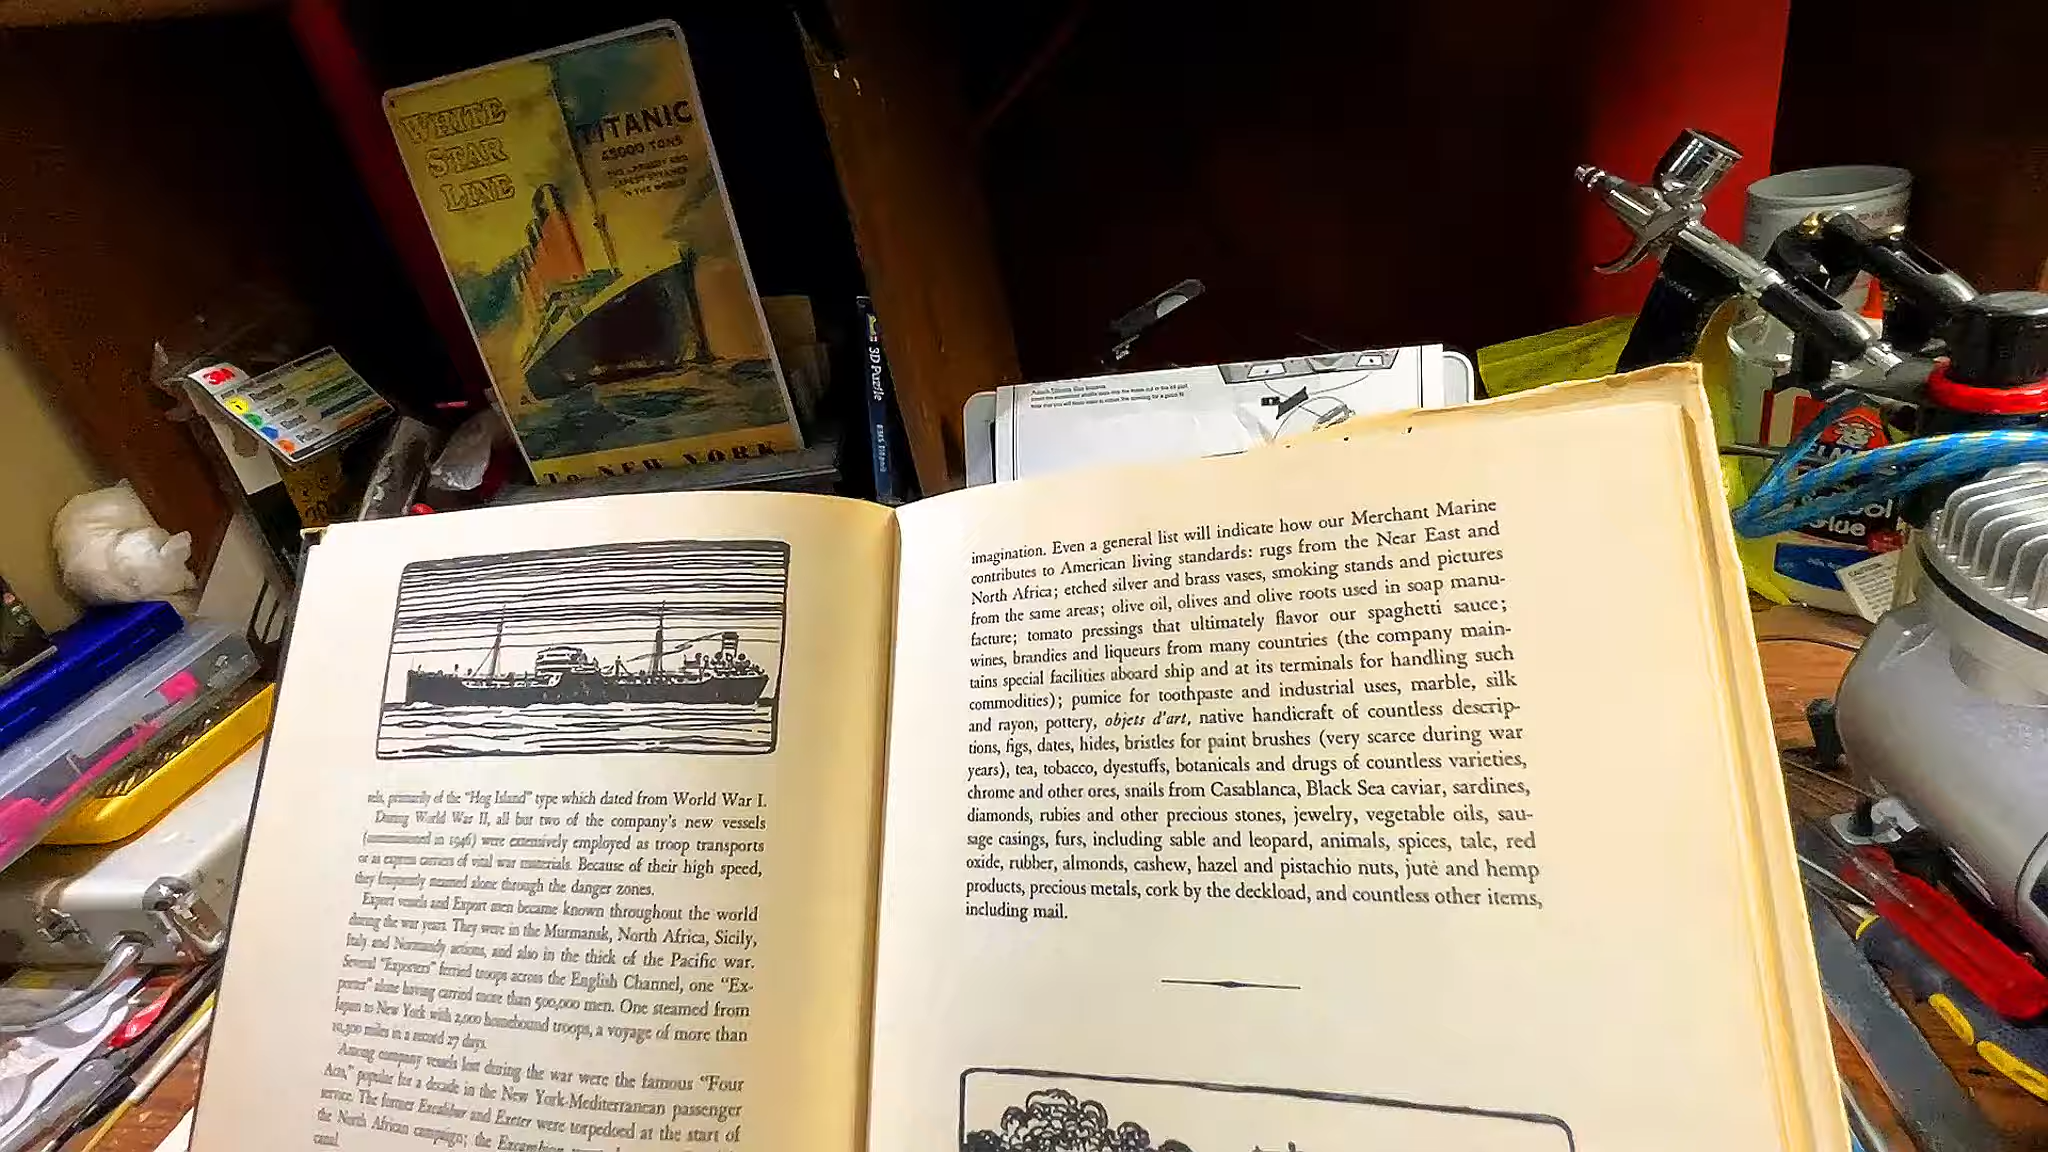 WHITE
STAR
LINE
TITANIC
45000 TONS
THE LARGEST AND
IN THE WORLD
To NEW YORK
3M
3D Puzzle
ELMER'S
School
Glue
rels, primarily of the "Hog Island" type which dated from World War I.
During World War II, all but two of the company's new vessels
(commissioned in 1946) were extensively employed as troop transports
or as express carriers of vital war materials. Because of their high speed,
they frequently steamed alone through the danger zones.
Export vessels and Export men became known throughout the world
during the war years. They were in the Murmansk, North Africa, Sicily,
Italy and Normandy actions, and also in the thick of the Pacific war.
Several "Exporters" ferried troops across the English Channel, one "Ex-
porter" alone having carried more than 500,000 men. One steamed from
Japan to New York with 2,000 homebound troops, a voyage of more than
10,500 miles in a record 27 days.
Among company vessels lost during the war were the famous "Four
Aces," popular for a decade in the New York-Mediterranean passenger
service. The former Excalibur and Exeter were torpedoed at the start of
the North African campaign; the Excambion
canal
imagination. Even a general list will indicate how our Merchant Marine
contributes to American living standards: rugs from the Near East and
North Africa; etched silver and brass vases, smoking stands and pictures
from the same areas; olive oil, olives and olive roots used in soap manu-
facture; tomato pressings that ultimately flavor our spaghetti sauce;
wines, brandies and liqueurs from many countries (the company main-
tains special facilities aboard ship and at its terminals for handling such
commodities); pumice for toothpaste and industrial uses, marble, silk
and rayon, pottery, objets d'art, native handicraft of countless descrip-
tions, figs, dates, hides, bristles for paint brushes (very scarce during war
years), tea, tobacco, dyestuffs, botanicals and drugs of countless varieties,
chrome and other ores, snails from Casablanca, Black Sea caviar, sardines,
diamonds, rubies and other precious stones, jewelry, vegetable oils, sau-
sage casings, furs, including sable and leopard, animals, spices, talc, red
oxide, rubber, almonds, cashew, hazel and pistachio nuts, jute and hemp
products, precious metals, cork by the deckload, and countless other items,
including mail.